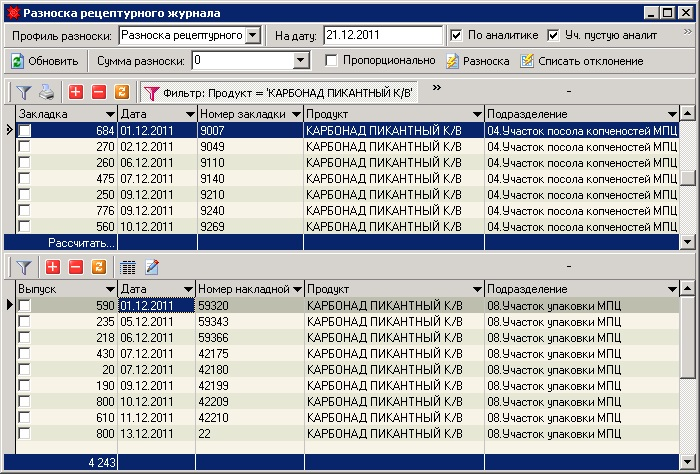 Разноска рецептурного журнала
Профиль разноски: Разноска рецептурного На дату: 21.12.2011 По аналитике Уч. пустую аналит
Обновить Сумма разноски: 0 Пропорционально Разноска Списать отклонение
Фильтр: Продукт = 'КАРБОНАД ПИКАНТНЫЙ К/В'
Закладка Дата Номер закладки Продукт Подразделение
684 01.12.2011 9007 КАРБОНАД ПИКАНТНЫЙ К/В 04.Участок посола копченостей МПЦ
270 02.12.2011 9049 КАРБОНАД ПИКАНТНЫЙ К/В 04.Участок посола копченостей МПЦ
260 06.12.2011 9110 КАРБОНАД ПИКАНТНЫЙ К/В 04.Участок посола копченостей МПЦ
475 07.12.2011 9140 КАРБОНАД ПИКАНТНЫЙ К/В 04.Участок посола копченостей МПЦ
250 09.12.2011 9210 КАРБОНАД ПИКАНТНЫЙ К/В 04.Участок посола копченостей МПЦ
776 09.12.2011 9240 КАРБОНАД ПИКАНТНЫЙ К/В 04.Участок посола копченостей МПЦ
560 10.12.2011 9269 КАРБОНАД ПИКАНТНЫЙ К/В 04.Участок посола копченостей МПЦ
Рассчитать...
Выпуск Дата Номер накладной Продукт Подразделение
590 01.12.2011 59320 КАРБОНАД ПИКАНТНЫЙ К/В 08.Участок упаковки МПЦ
235 05.12.2011 59343 КАРБОНАД ПИКАНТНЫЙ К/В 08.Участок упаковки МПЦ
218 06.12.2011 59366 КАРБОНАД ПИКАНТНЫЙ К/В 08.Участок упаковки МПЦ
430 07.12.2011 42175 КАРБОНАД ПИКАНТНЫЙ К/В 08.Участок упаковки МПЦ
20 07.12.2011 42180 КАРБОНАД ПИКАНТНЫЙ К/В 08.Участок упаковки МПЦ
190 09.12.2011 42199 КАРБОНАД ПИКАНТНЫЙ К/В 08.Участок упаковки МПЦ
800 10.12.2011 42209 КАРБОНАД ПИКАНТНЫЙ К/В 08.Участок упаковки МПЦ
610 11.12.2011 42210 КАРБОНАД ПИКАНТНЫЙ К/В 08.Участок упаковки МПЦ
800 13.12.2011 22 КАРБОНАД ПИКАНТНЫЙ К/В 08.Участок упаковки МПЦ
4 243